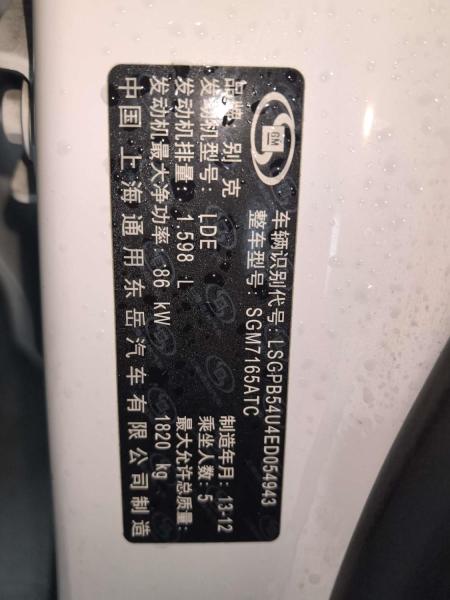 GM
车辆识别代号: LSGPB54U4ED054943
整车型号: SGM7165ATC
品牌 别克
制造年月: 13-12
发动机型号: LDE
乘坐人数: 5
发动机排量: 1.598 L
最大允许总质量:
发动机最大净功率: 86 kW
1820 kg
中国上海通用东岳汽车有限公司制造